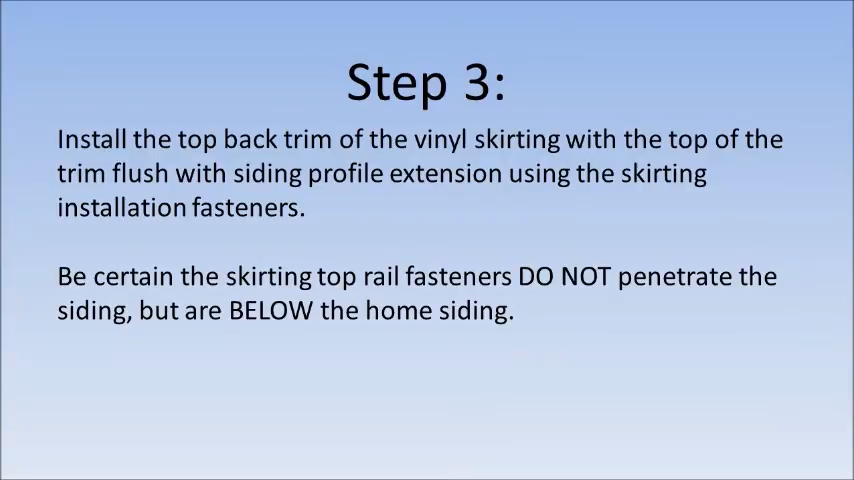 Step 3:
Install the top back trim of the vinyl skirting with the top of the
trim flush with siding profile extension using the skirting
installation fasteners.
Be certain the skirting top rail fasteners DO NOT penetrate the
siding, but are BELOW the home siding.